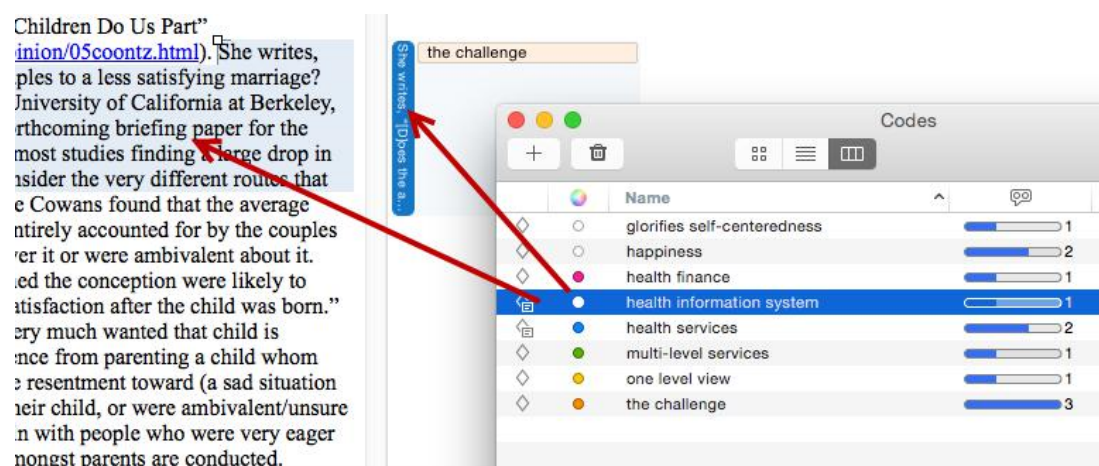 Children Do Us Part”
inion/05coontz.html). She writes,
ples to a less satisfying marriage?
University of California at Berkeley,
orthcoming briefing paper for the
most studies finding a large drop in
nsider the very different routes that
e Cowans found that the average
ntirely accounted for by the couples
ver it or were ambivalent about it.
ned the conception were likely to
atisfaction after the child was born.”
ery much wanted that child is
ence from parenting a child whom
e resentment toward (a sad situation
heir child, or were ambivalent/unsure
n with people who were very eager
mongst parents are conducted,
She writes, “[D]oes the a...
the challenge
Codes
Name
glorifies self-centeredness 1
happiness 2
health finance 1
health information system 1
health services 2
multi-level services 1
one level view 1
the challenge 3